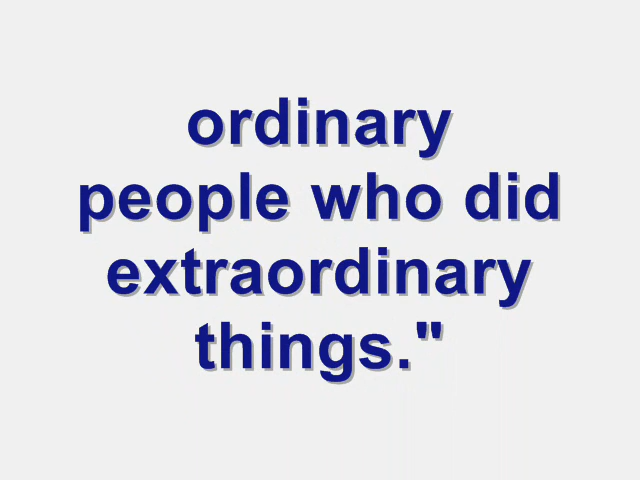 ordinary
people who did
extraordinary
things."